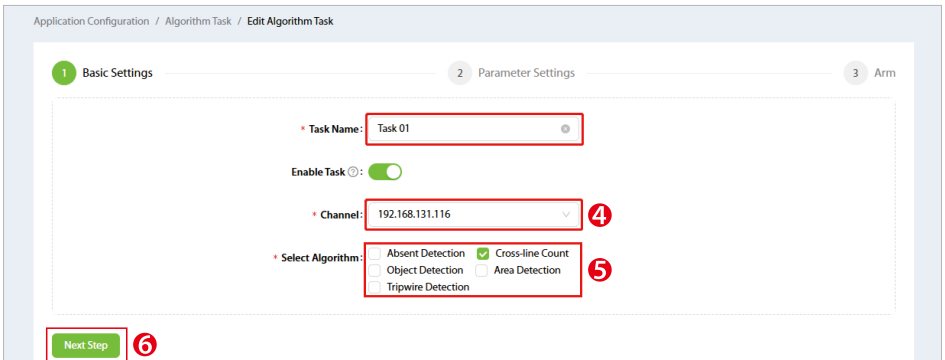 Application Configuration / Algorithm Task / Edit Algorithm Task
1 Basic Settings 2 Parameter Settings 3 Arm
* Task Name: Task 01
Enable Task ?:
* Channel: 192.168.131.116 4
* Select Algorithm: Absent Detection Cross-line Count
Object Detection Area Detection 5
Tripwire Detection
Next Step 6